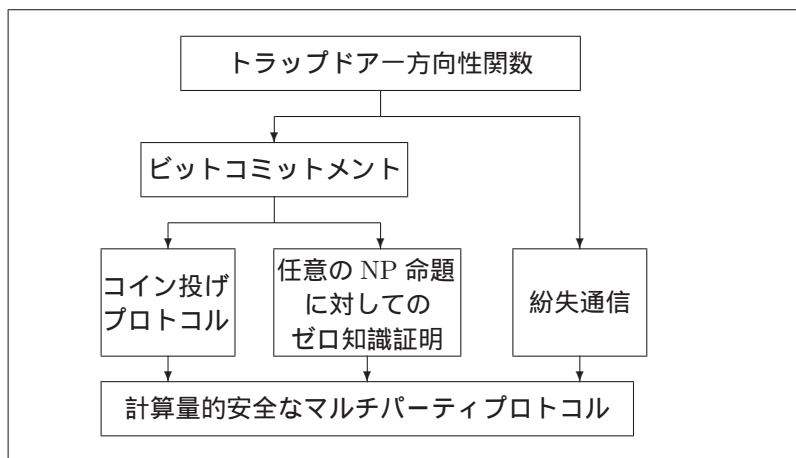 トラップドア一方向性関数
ビットコミットメント
コイン投げ
プロトコル
任意の NP 命題
に対しての
ゼロ知識証明
紛失通信
計算量的安全なマルチパーティプロトコル